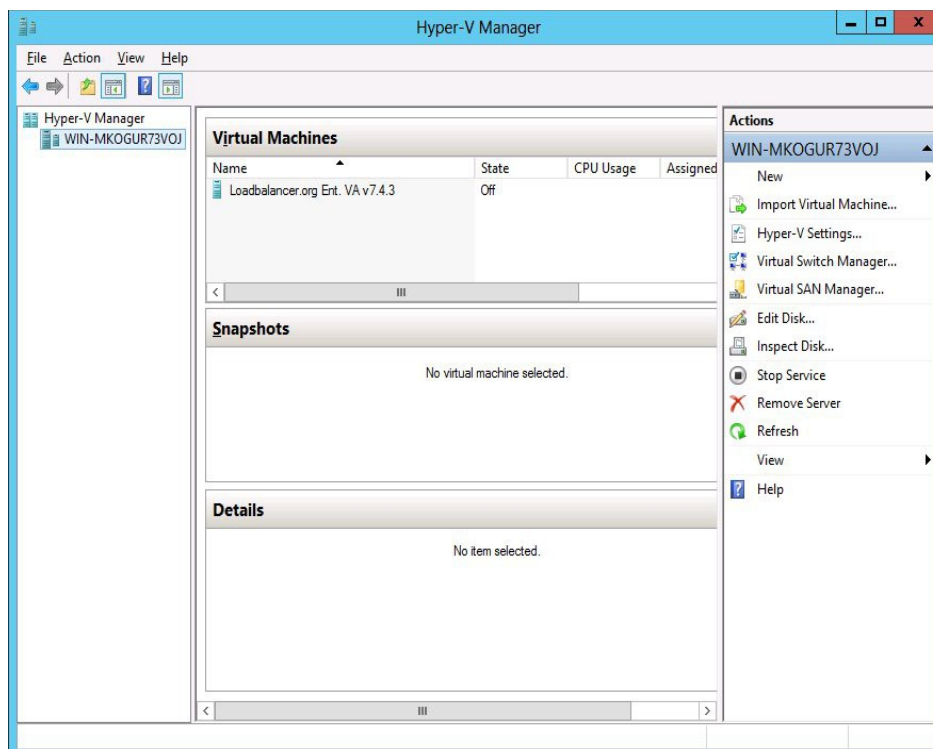 Hyper-V Manager
File Action View Help
Hyper-V Manager
WIN-MKOGUR73VOJ
Virtual Machines
Name State CPU Usage Assigned
Loadbalancer.org Ent. VA v7.4.3 Off
Snapshots
No virtual machine selected.
Details
No item selected.
Actions
WIN-MKOGUR73VOJ
New
Import Virtual Machine...
Hyper-V Settings...
Virtual Switch Manager...
Virtual SAN Manager...
Edit Disk...
Inspect Disk...
Stop Service
Remove Server
Refresh
View
Help